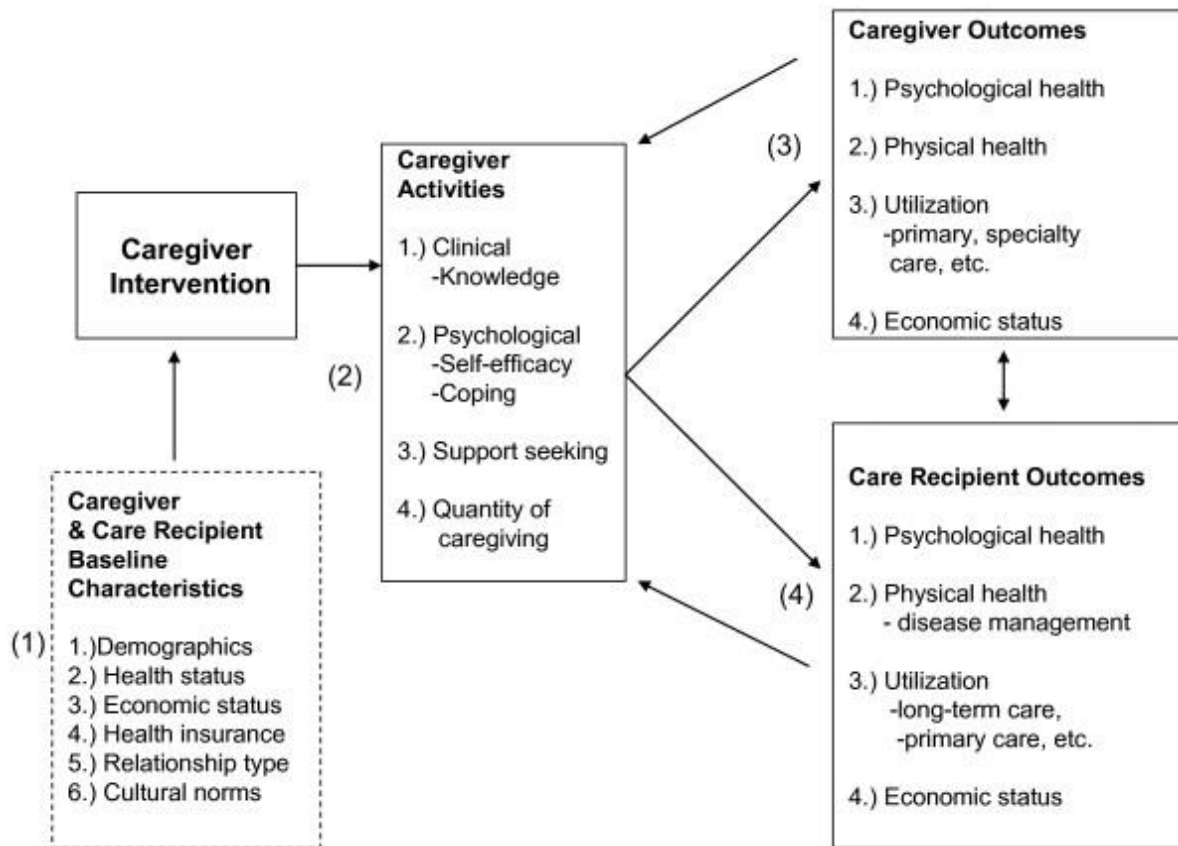 Caregiver
Intervention
(1)
Caregiver
& Care Recipient
Baseline
Characteristics
1.)Demographics
2.) Health status
3.) Economic status
4.) Health insurance
5.) Relationship type
6.) Cultural norms
(2)
Caregiver
Activities
1.) Clinical
-Knowledge
2.) Psychological
-Self-efficacy
-Coping
3.) Support seeking
4.) Quantity of
caregiving
(3)
Caregiver Outcomes
1.) Psychological health
2.) Physical health
3.) Utilization
-primary, specialty
care, etc.
4.) Economic status
(4)
Care Recipient Outcomes
1.) Psychological health
2.) Physical health
- disease management
3.) Utilization
-long-term care,
-primary care, etc.
4.) Economic status